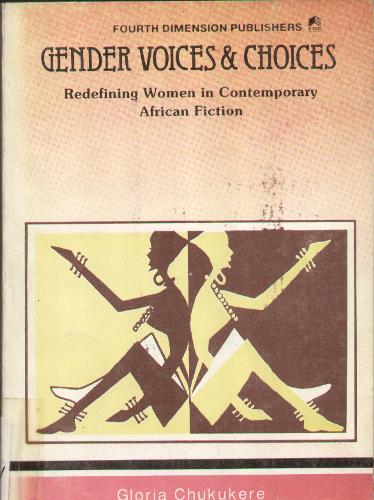 FOURTH DIMENSION PUBLISHERS
GENDER VOICES & CHOICES
Redefining Women in Contemporary
African Fiction
Gloria Chukukere